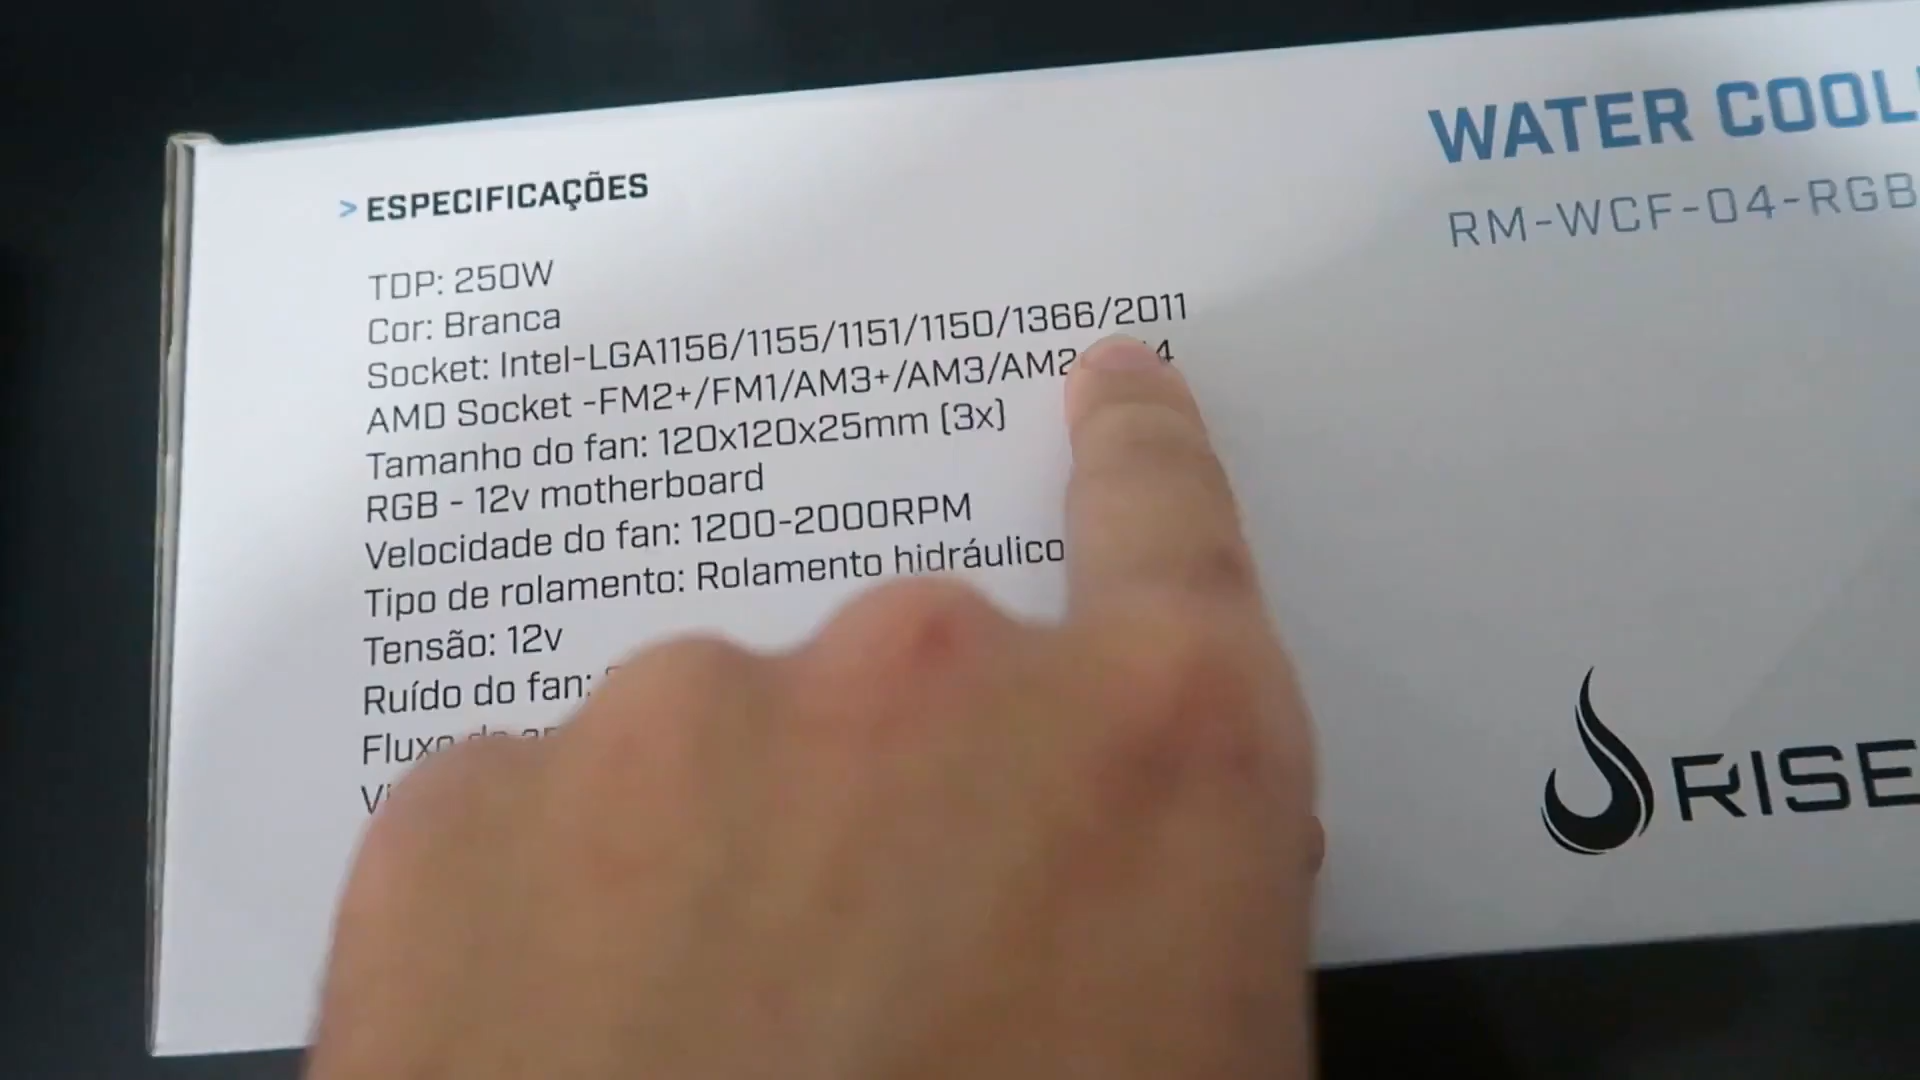 > ESPECIFICAÇÕES
TDP: 250W
Cor: Branca
Socket: Intel-LGA1156/1155/1151/1150/1366/2011
AMD Socket -FM2+/FM1/AM3+/AM3/AM2
Tamanho do fan: 120x120x25mm (3x)
RGB - 12v motherboard
Velocidade do fan: 1200-2000RPM
Tipo de rolamento: Rolamento hidráulico
Tensão: 12v
Ruído do fan:
WATER
RM-WCF-04-RGB
RISE